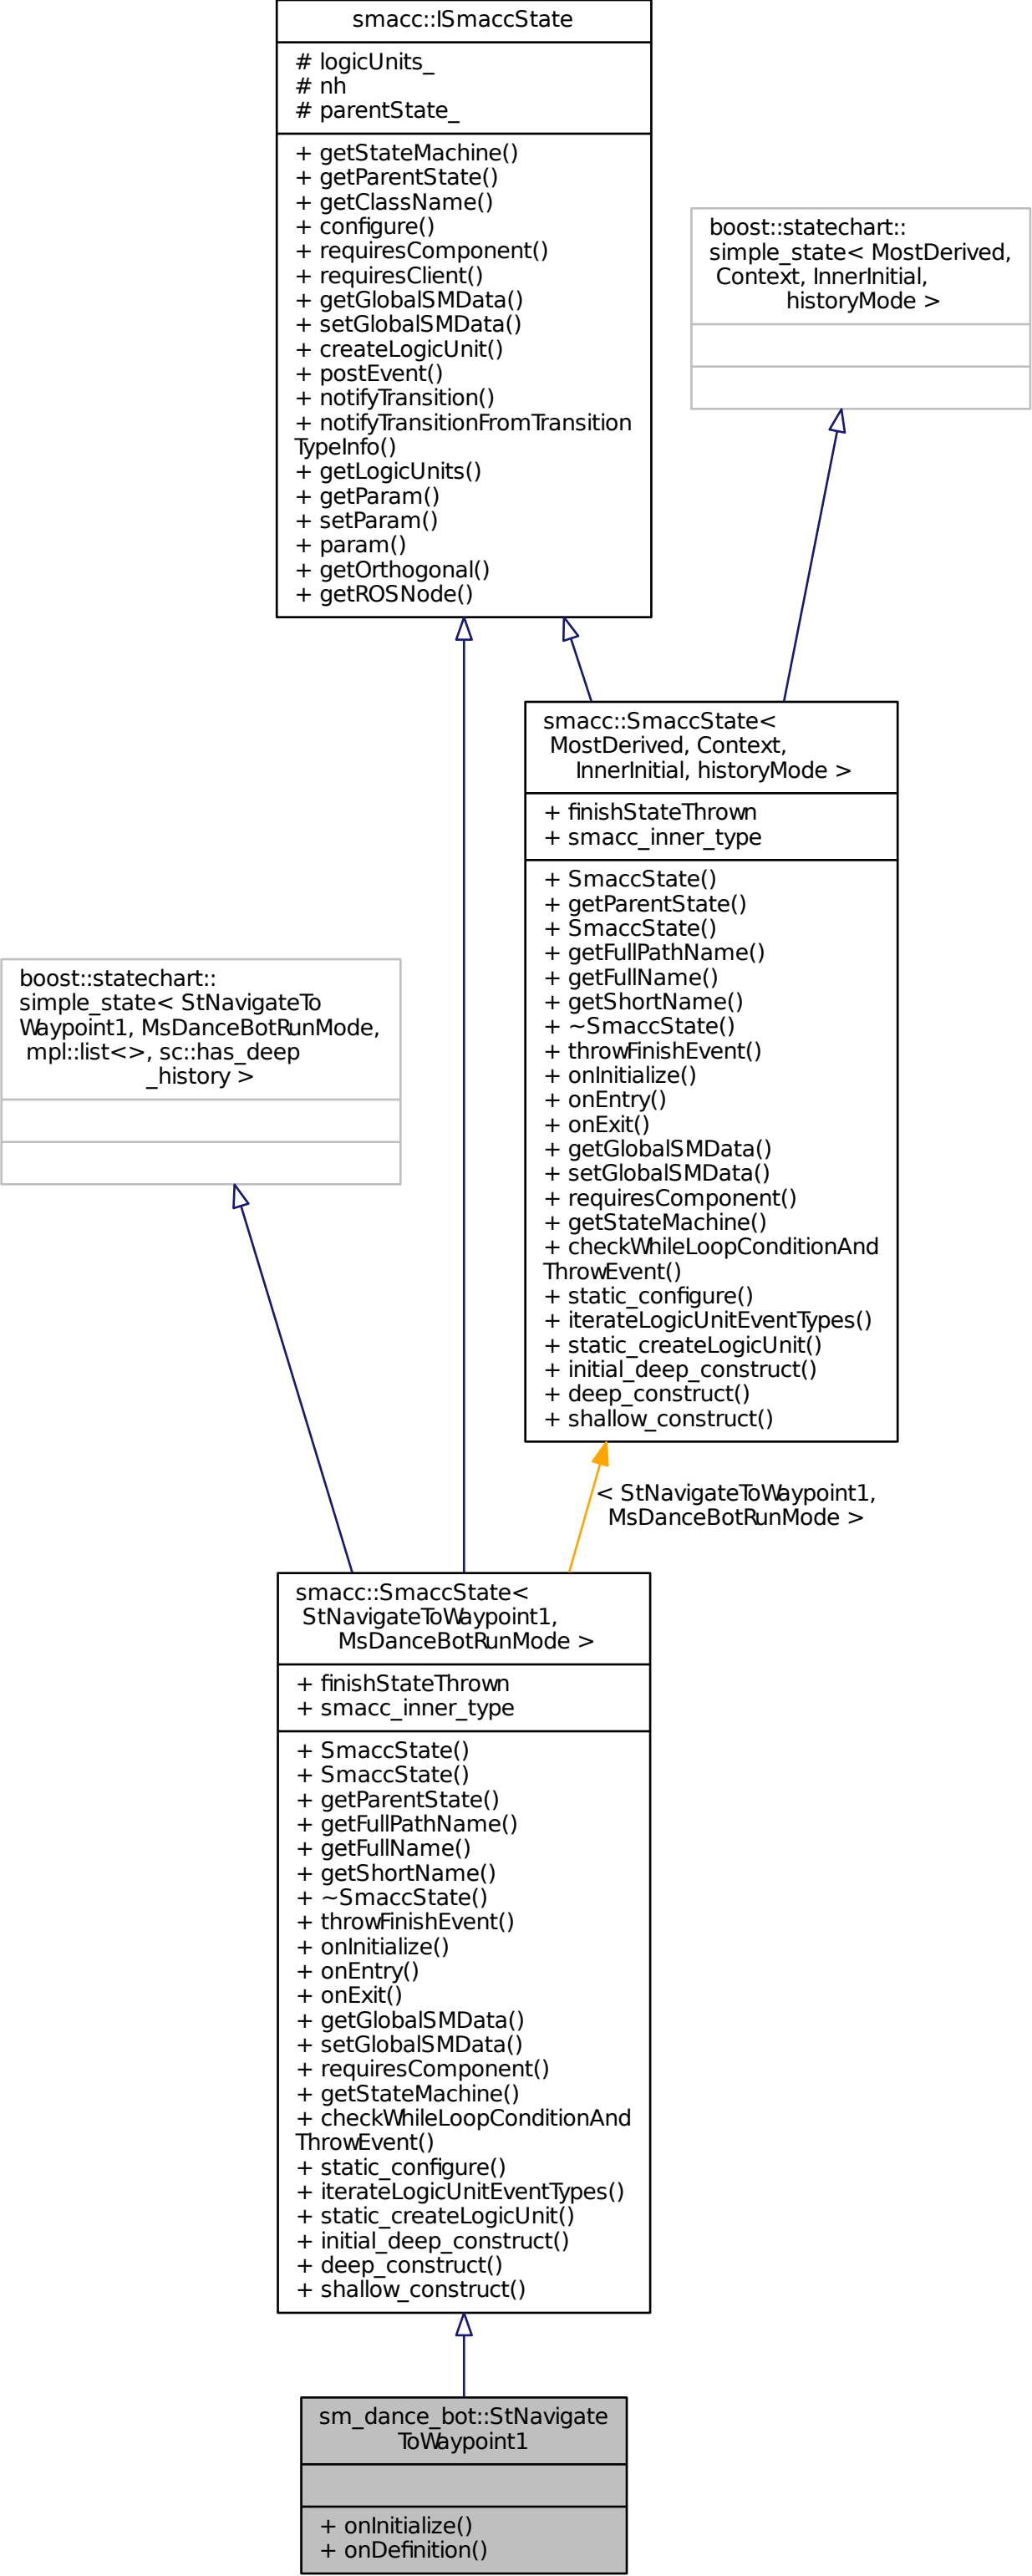 smacc::ISmaccState
# logicUnits_
# nh
# parentState_
+ getStateMachine()
+ getParentState()
+ getClassName()
+ configure()
+ requiresComponent()
+ requiresClient()
+ getGlobalSMData()
+ setGlobalSMData()
+ createLogicUnit()
+ postEvent()
+ notifyTransition()
+ notifyTransitionFromTransition
TypeInfo()
+ getLogicUnits()
+ getParam()
+ setParam()
+ param()
+ getOrthogonal()
+ getROSNode()
boost::statechart::
simple_state< MostDerived,
Context, InnerInitial,
historyMode >
smacc::SmaccState<
MostDerived, Context,
InnerInitial, historyMode >
+ finishStateThrown
+ smacc_inner_type
+ SmaccState()
+ getParentState()
+ SmaccState()
+ getFullPathName()
+ getFullName()
+ getShortName()
+ ~SmaccState()
+ throwFinishEvent()
+ onInitialize()
+ onEntry()
+ onExit()
+ getGlobalSMData()
+ setGlobalSMData()
+ requiresComponent()
+ getStateMachine()
+ checkWhileLoopConditionAnd
ThrowEvent()
+ static_configure()
+ iterateLogicUnitEventTypes()
+ static_createLogicUnit()
+ initial_deep_construct()
+ deep_construct()
+ shallow_construct()
boost::statechart::
simple_state< StNavigateTo
Waypoint1, MsDanceBotRunMode,
mpl::list<>, sc::has_deep
_history >
< StNavigateToWaypoint1,
MsDanceBotRunMode >
smacc::SmaccState<
StNavigateToWaypoint1,
MsDanceBotRunMode >
+ finishStateThrown
+ smacc_inner_type
+ SmaccState()
+ SmaccState()
+ getParentState()
+ getFullPathName()
+ getFullName()
+ getShortName()
+ ~SmaccState()
+ throwFinishEvent()
+ onInitialize()
+ onEntry()
+ onExit()
+ getGlobalSMData()
+ setGlobalSMData()
+ requiresComponent()
+ getStateMachine()
+ checkWhileLoopConditionAnd
ThrowEvent()
+ static_configure()
+ iterateLogicUnitEventTypes()
+ static_createLogicUnit()
+ initial_deep_construct()
+ deep_construct()
+ shallow_construct()
sm_dance_bot::StNavigate
ToWaypoint1
+ onInitialize()
+ onDefinition()